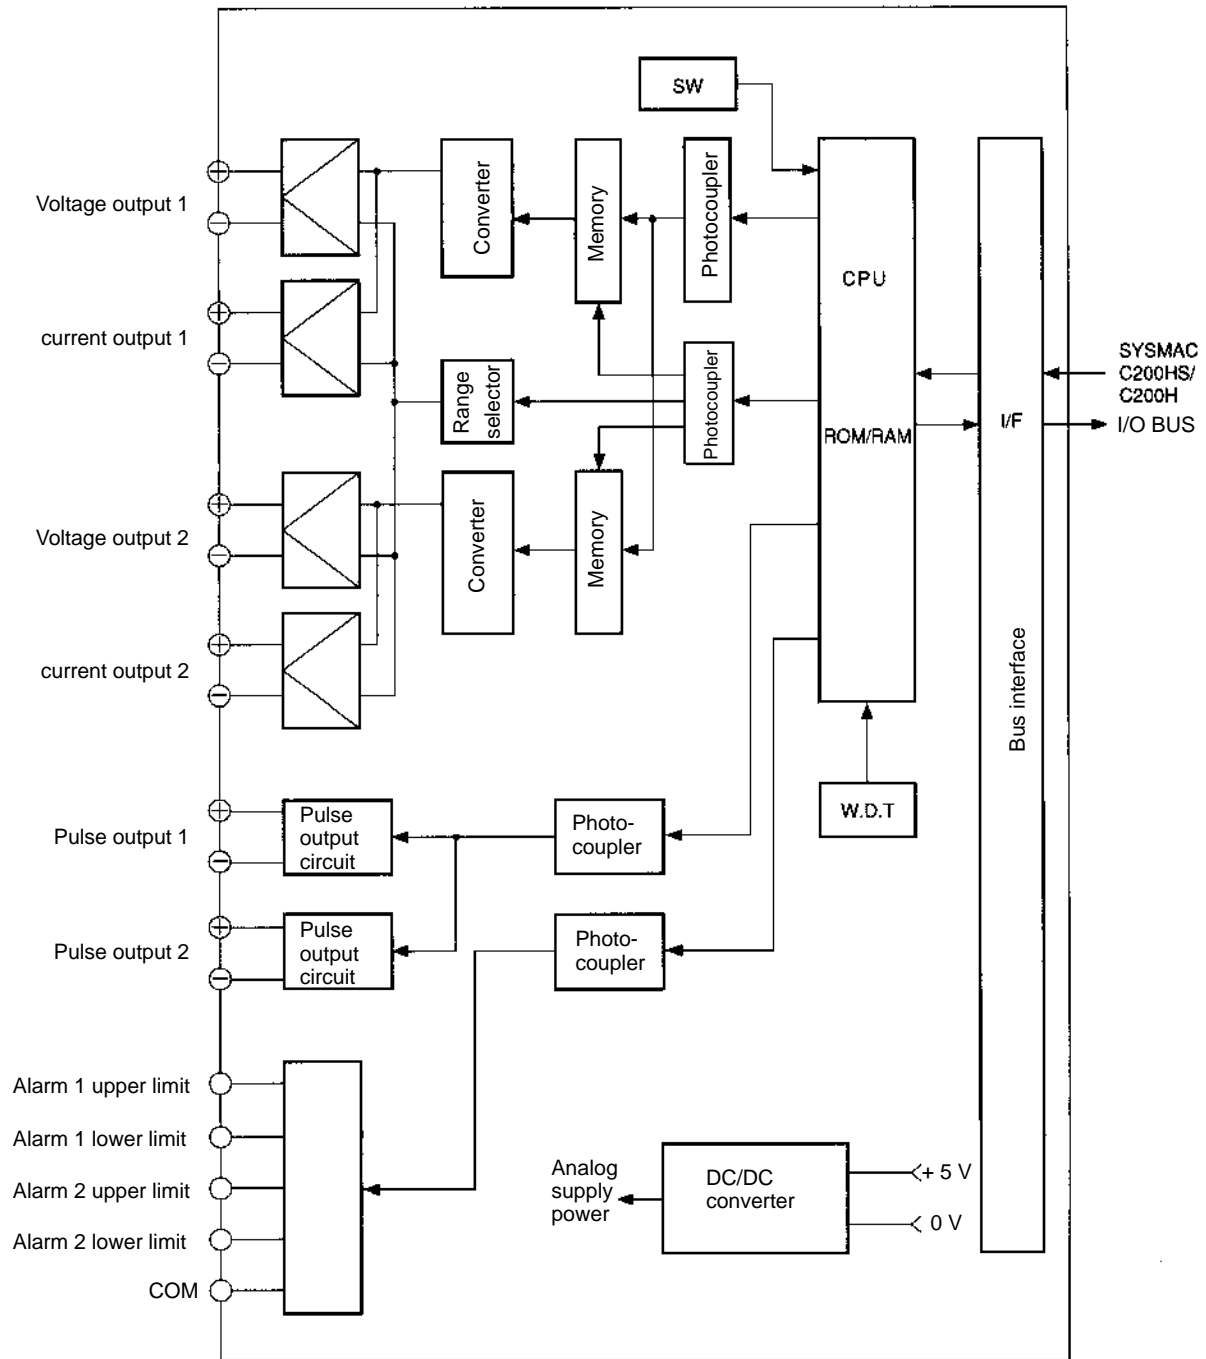 SW
Voltage output 1
Converter
Memory
Photocoupler
CPU
current output 1
Range
selector
Photocoupler
ROM/RAM
I/F
SYSMAC
C200HS/
C200H
I/O BUS
Voltage output 2
Converter
Memory
current output 2
Bus interface
W.D.T
Pulse output 1
Pulse
output
circuit
Photo-
coupler
Pulse output 2
Pulse
output
circuit
Photo-
coupler
Alarm 1 upper limit
Alarm 1 lower limit
Alarm 2 upper limit
Alarm 2 lower limit
COM
Analog
supply
power
DC/DC
converter
+ 5 V
0 V